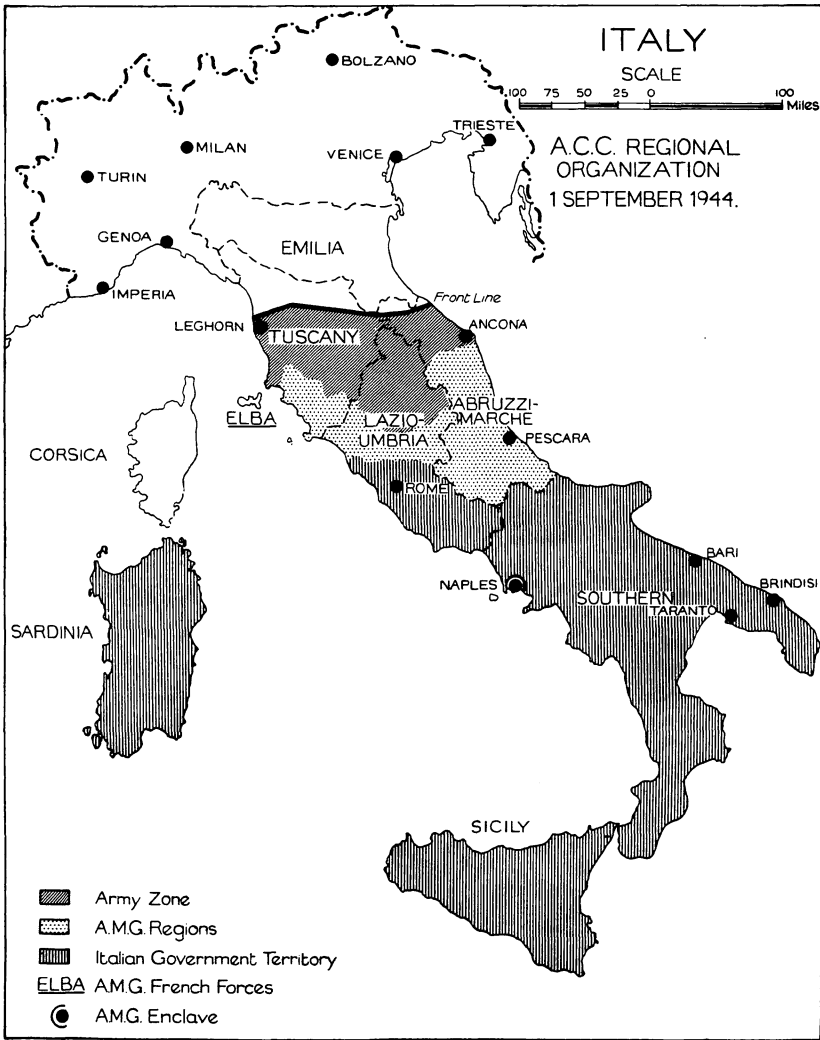 ITALY
SCALE
100 75 50 25 0 100 Miles
A.C.C. REGIONAL
ORGANIZATION
1 SEPTEMBER 1944.
BOLZANO
TRIESTE
MILAN
VENICE
TURIN
GENOA
EMILIA
IMPERIA
Front Line
LEGHORN
TUSCANY
ANCONA
ELBA
LAZIO-
UMBRIA
ABRUZZI-
MARCHE
PESCARA
CORSICA
ROME
BARI
NAPLES
SOUTHERN
BRINDISI
TARANTO
SARDINIA
SICILY
Army Zone
A.M.G. Regions
Italian Government Territory
ELBA A.M.G. French Forces
A.M.G. Enclave